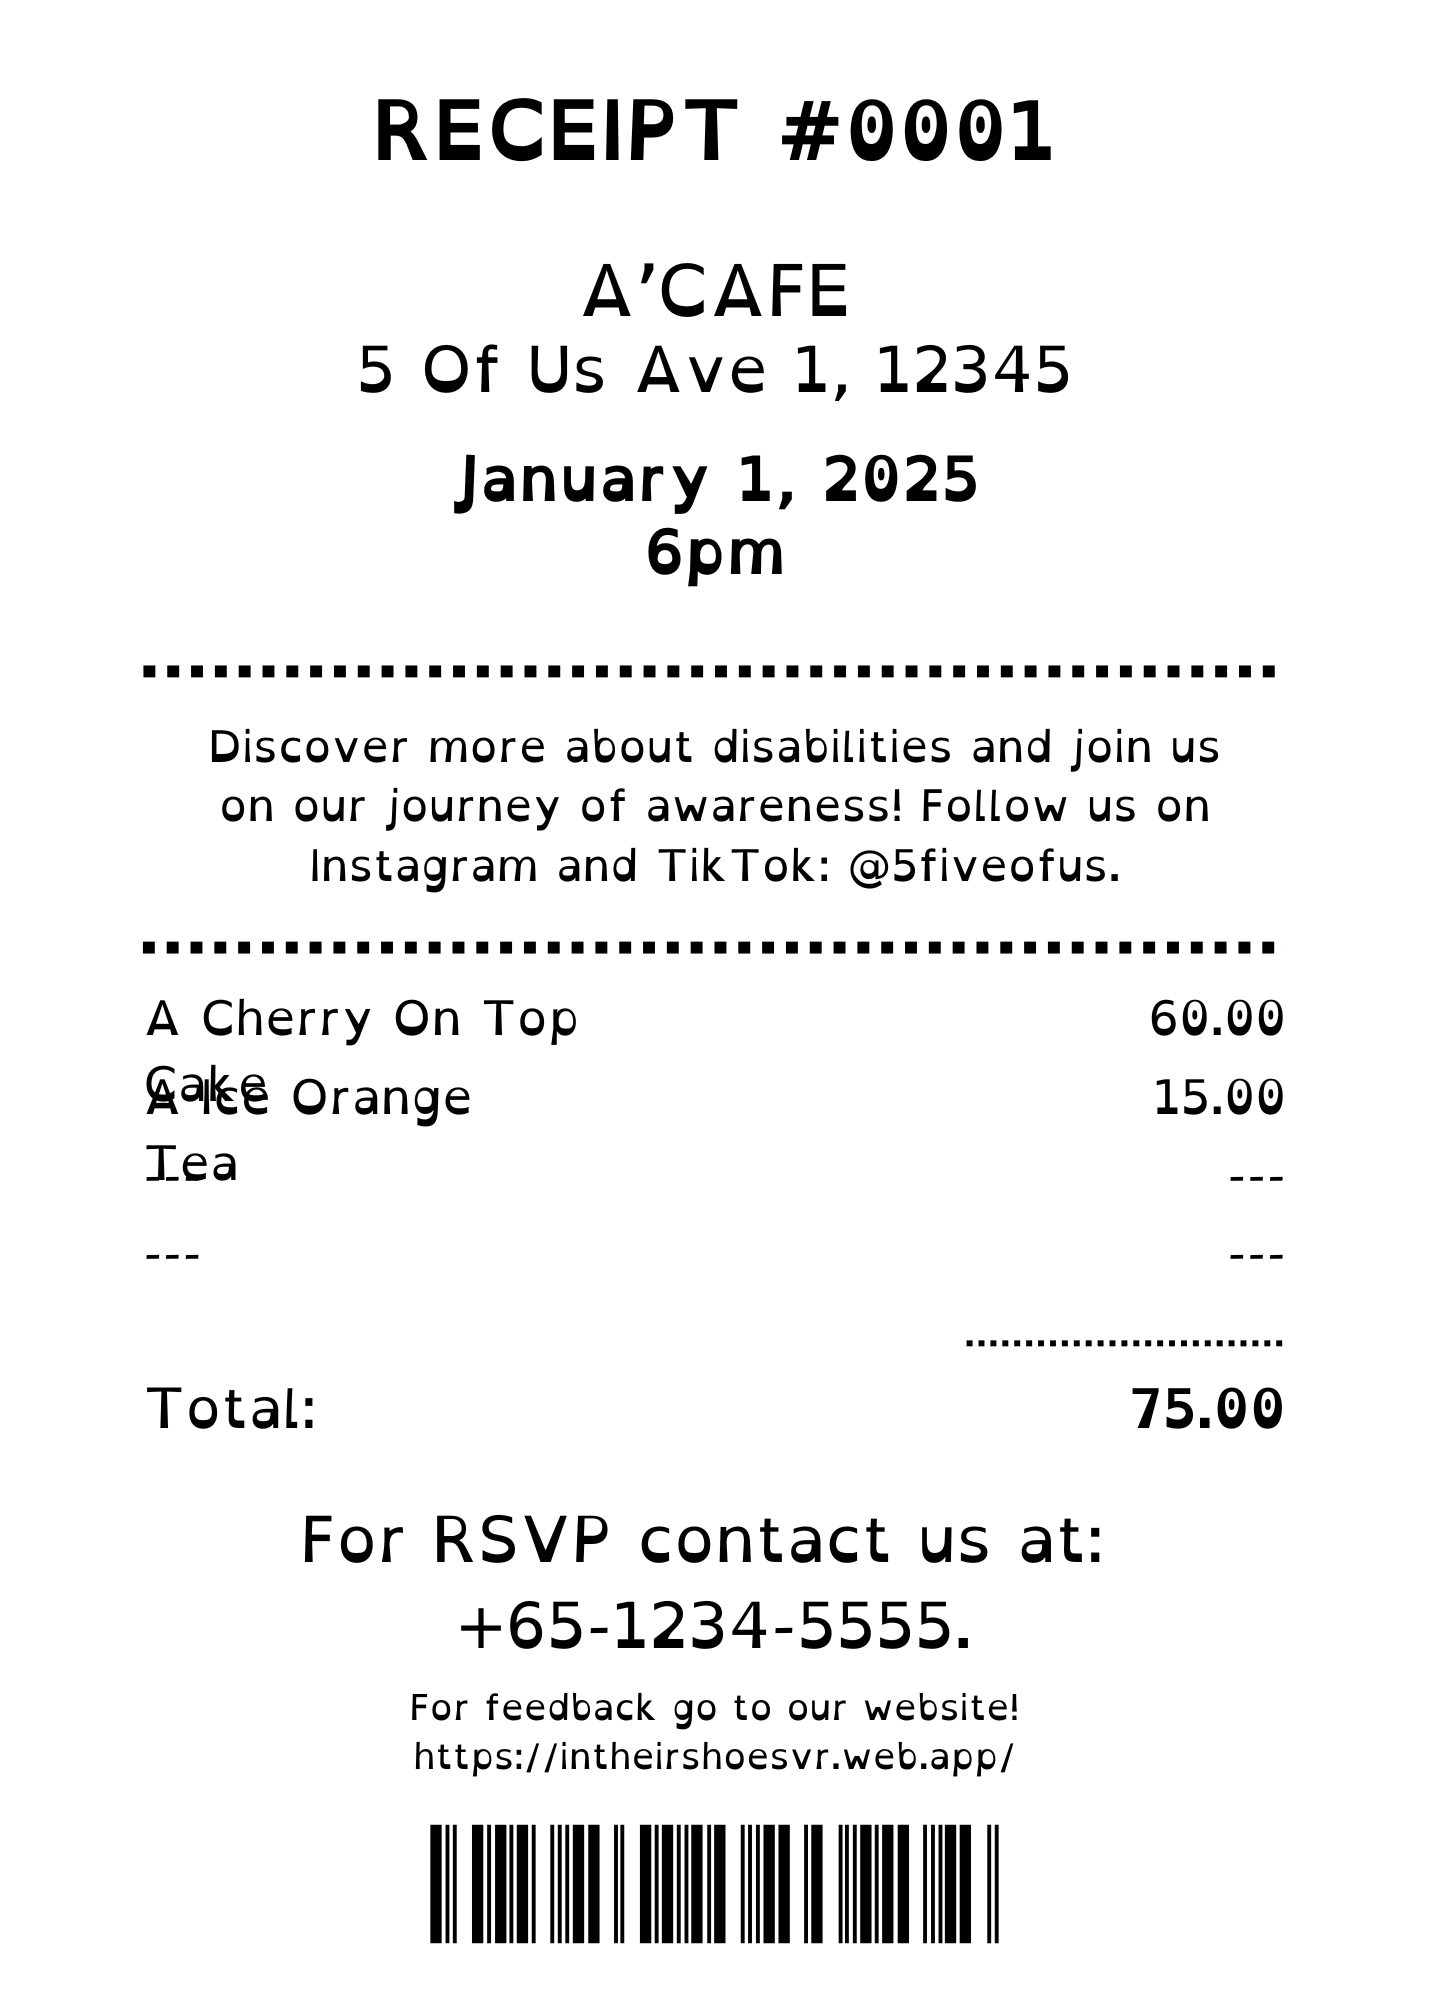 RECEIPT #0001
A’CAFE
5 Of Us Ave 1, 12345
January 1, 2025
6pm
Discover more about disabilities and join us
on our journey of awareness! Follow us on
Instagram and TikTok: @5fiveofus.
A Cherry On Top 60.00
Cake
A Ice Orange 15.00
Tea
--- ---
--- ---
Total: 75.00
For RSVP contact us at:
+65-1234-5555.
For feedback go to our website!
https://intheirshoesvr.web.app/